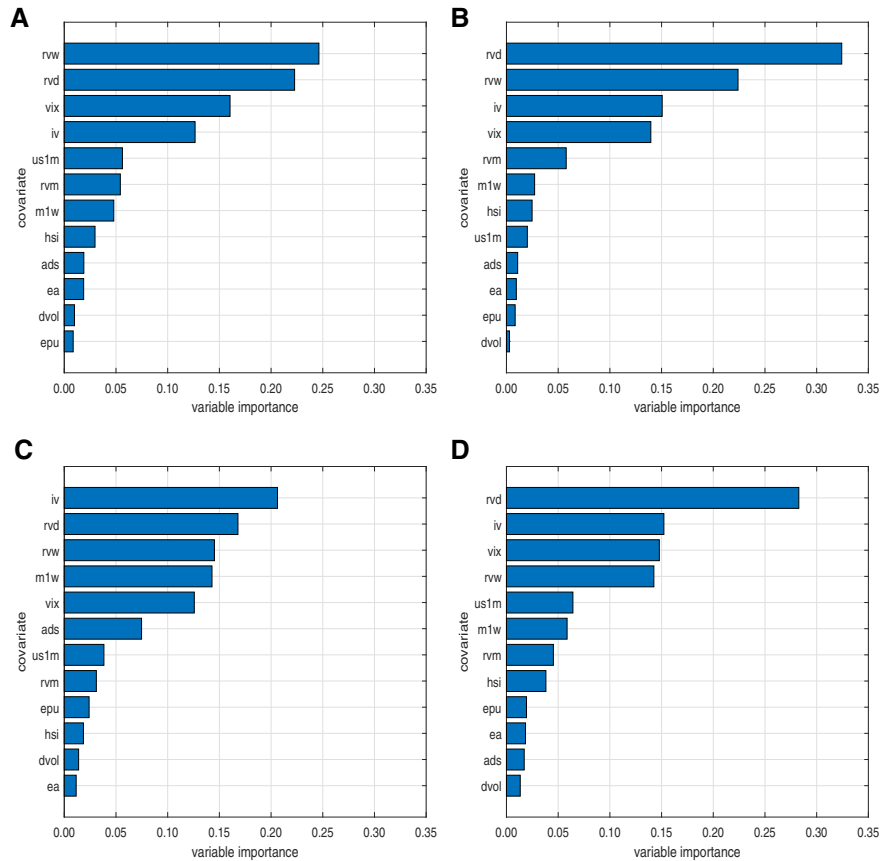 A
rvw
rvd
vix
iv
us1m
rvm
m1w
hsi
ads
ea
dvol
epu
covariate
0.00 0.05 0.10 0.15 0.20 0.25 0.30 0.35
variable importance
B
rvd
rvw
iv
vix
rvm
m1w
hsi
us1m
ads
ea
epu
dvol
covariate
0.00 0.05 0.10 0.15 0.20 0.25 0.30 0.35
variable importance
C
iv
rvd
rvw
m1w
vix
ads
us1m
rvm
epu
hsi
dvol
ea
covariate
0.00 0.05 0.10 0.15 0.20 0.25 0.30 0.35
variable importance
D
rvd
iv
vix
rvw
us1m
m1w
rvm
hsi
epu
ea
ads
dvol
covariate
0.00 0.05 0.10 0.15 0.20 0.25 0.30 0.35
variable importance